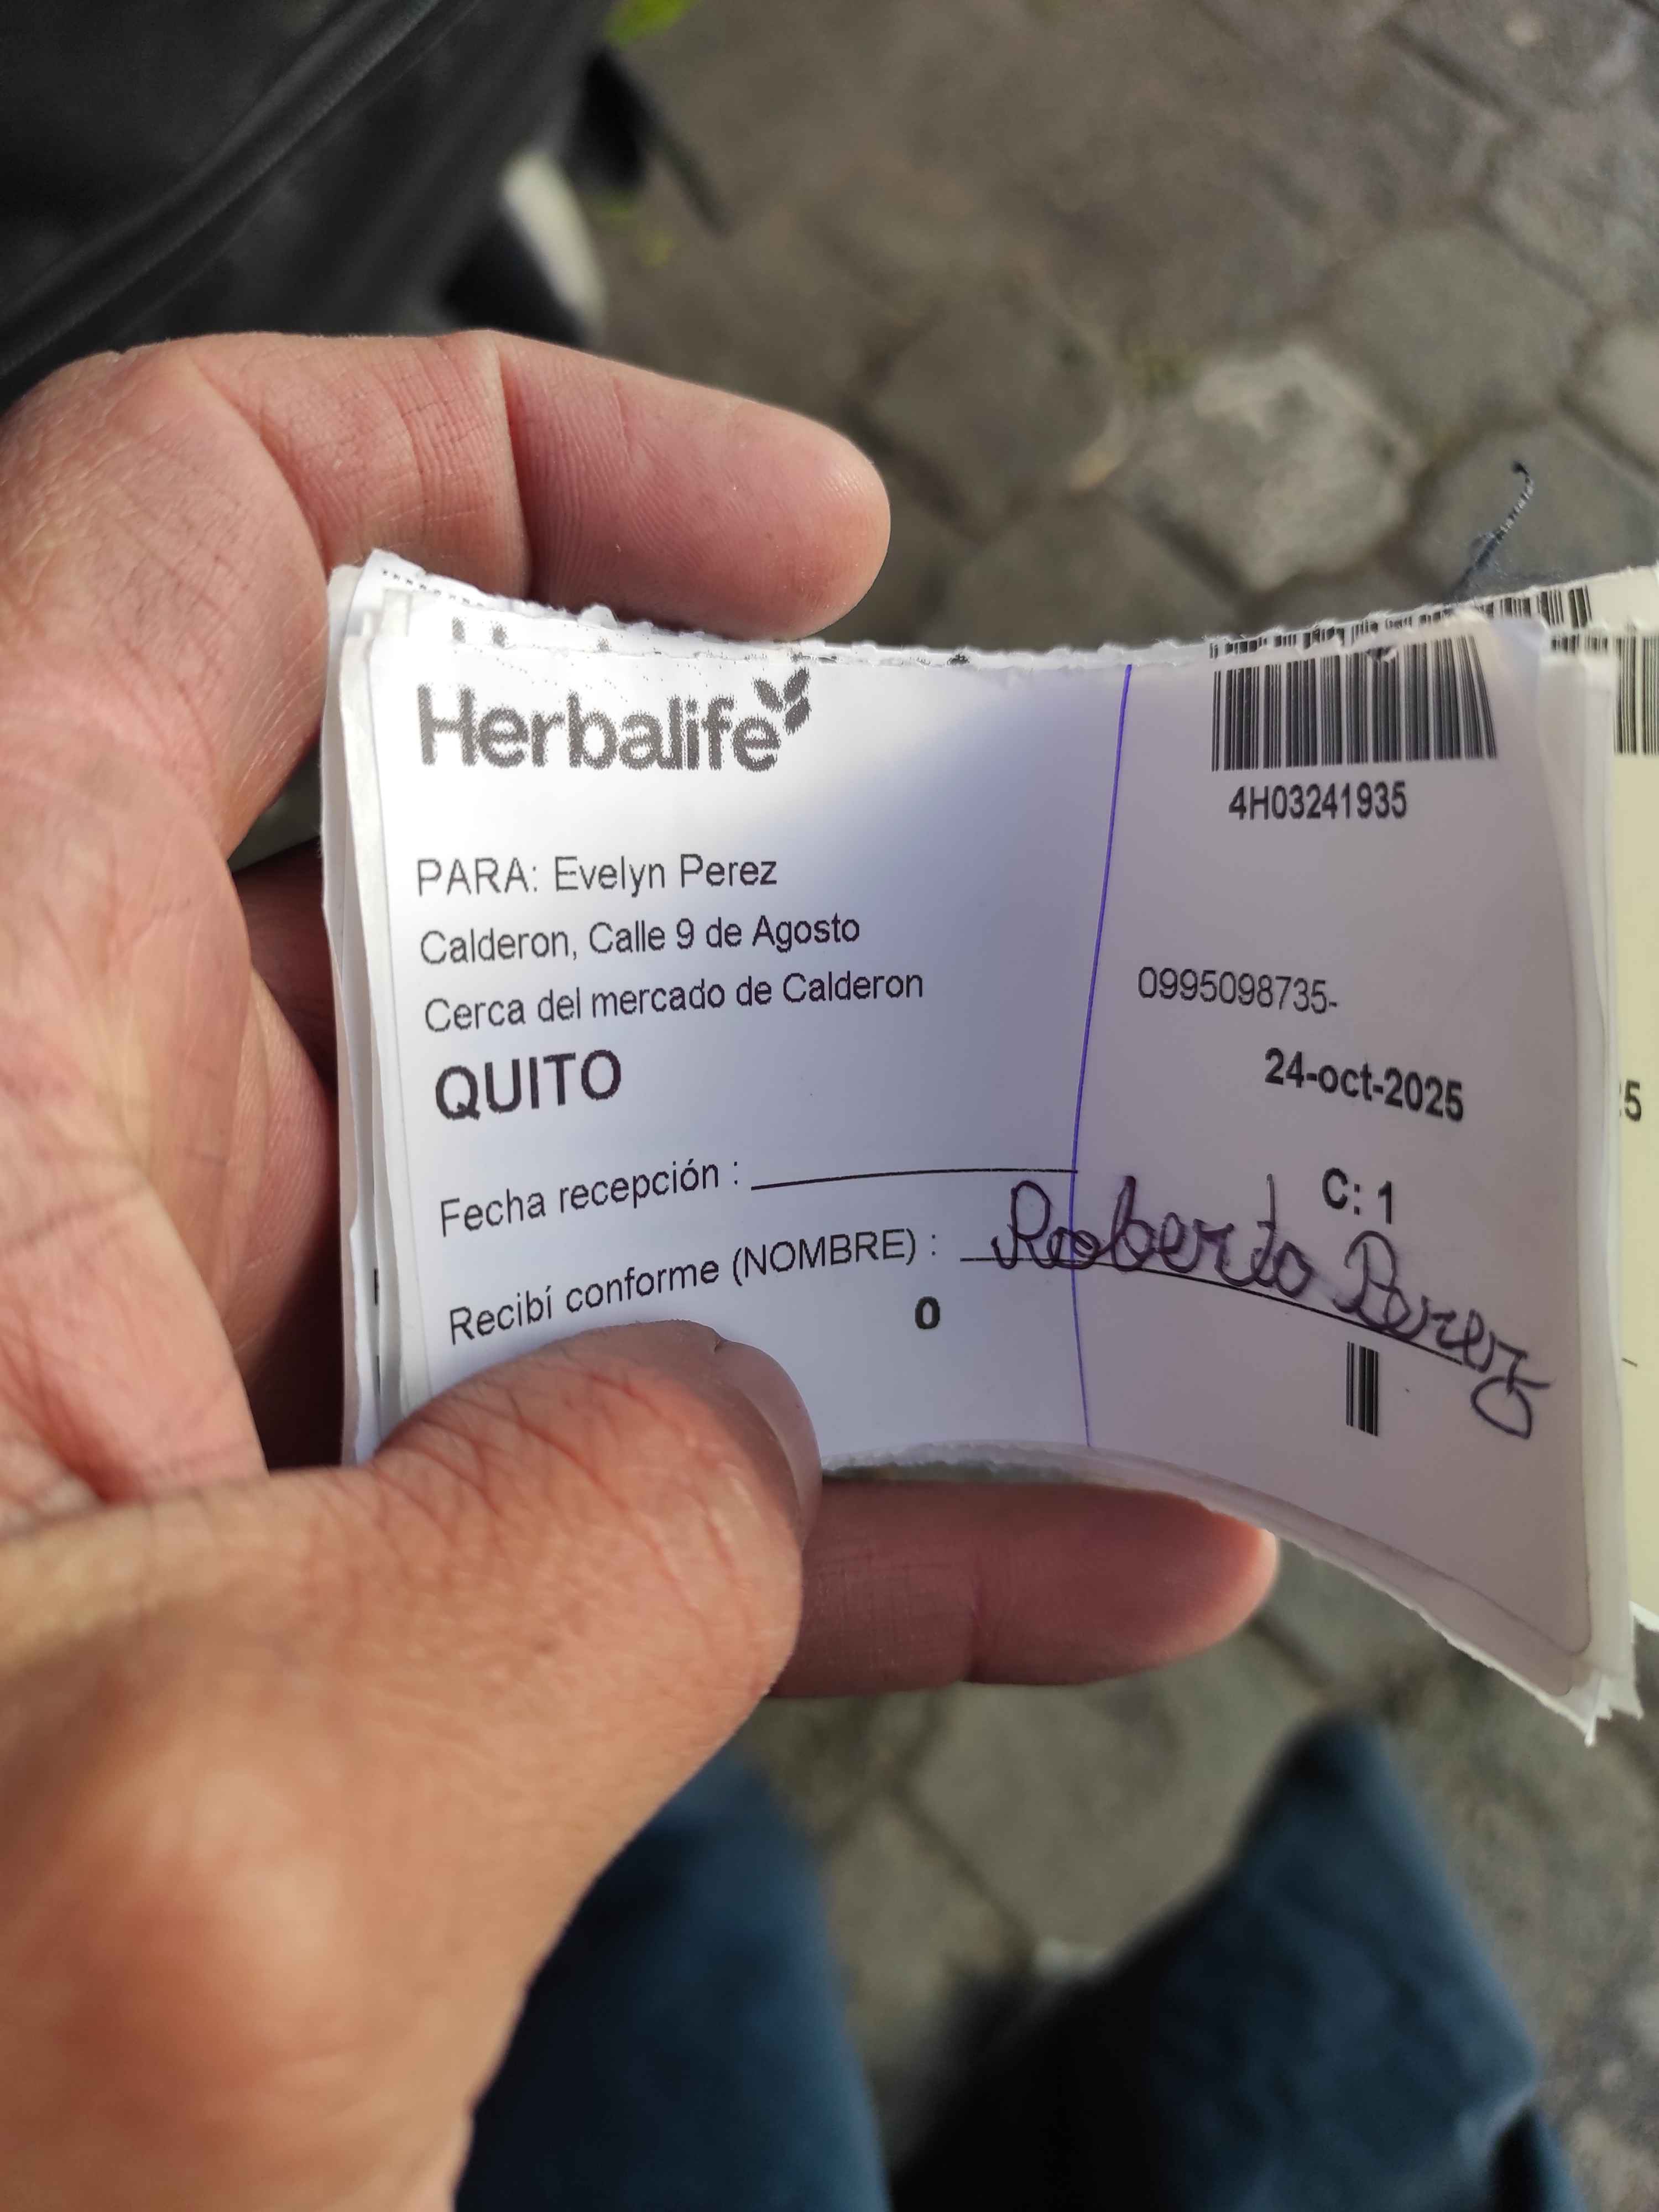 Herbalife
4H03241935
PARA: Evelyn Perez
Calderon, Calle 9 de Agosto
Cerca del mercado de Calderon
0995098735-
QUITO
24-oct-2025
Fecha recepción :
C: 1
Recibí conforme (NOMBRE) : Roberto Perez
0
5